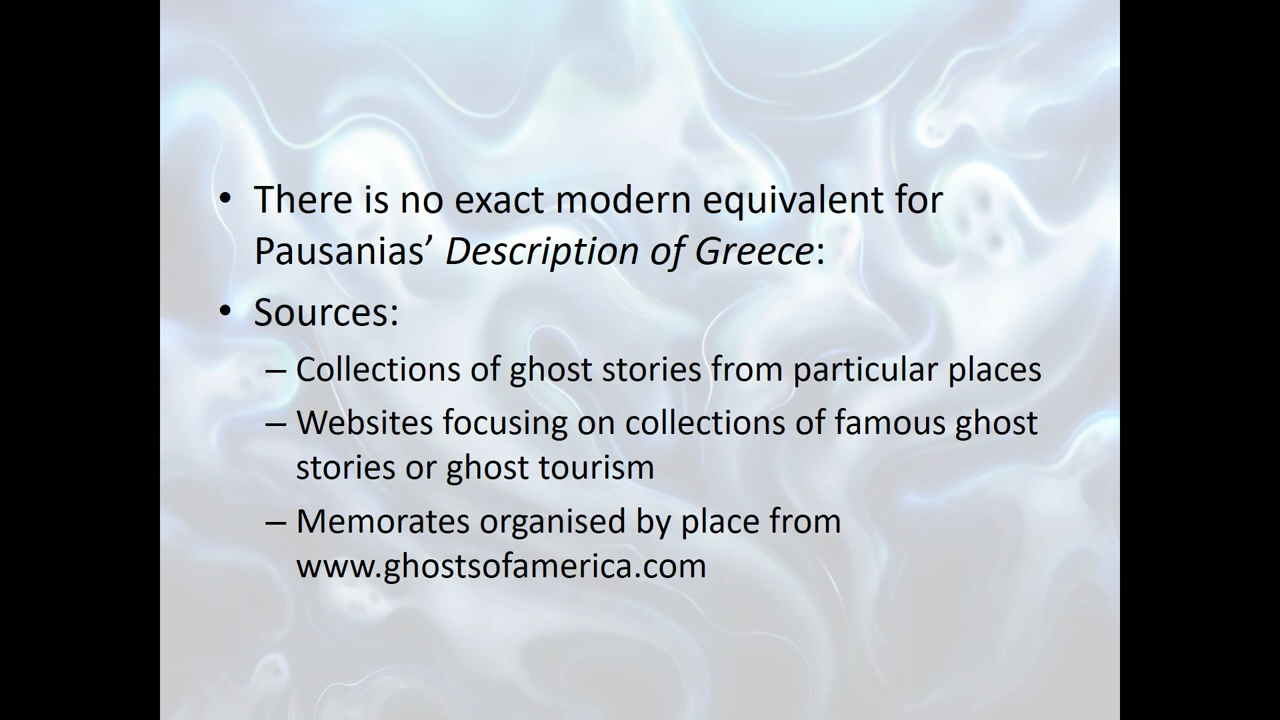 • There is no exact modern equivalent for
Pausanias’ Description of Greece:
• Sources:
– Collections of ghost stories from particular places
– Websites focusing on collections of famous ghost
stories or ghost tourism
– Memorates organised by place from
www.ghostsofamerica.com